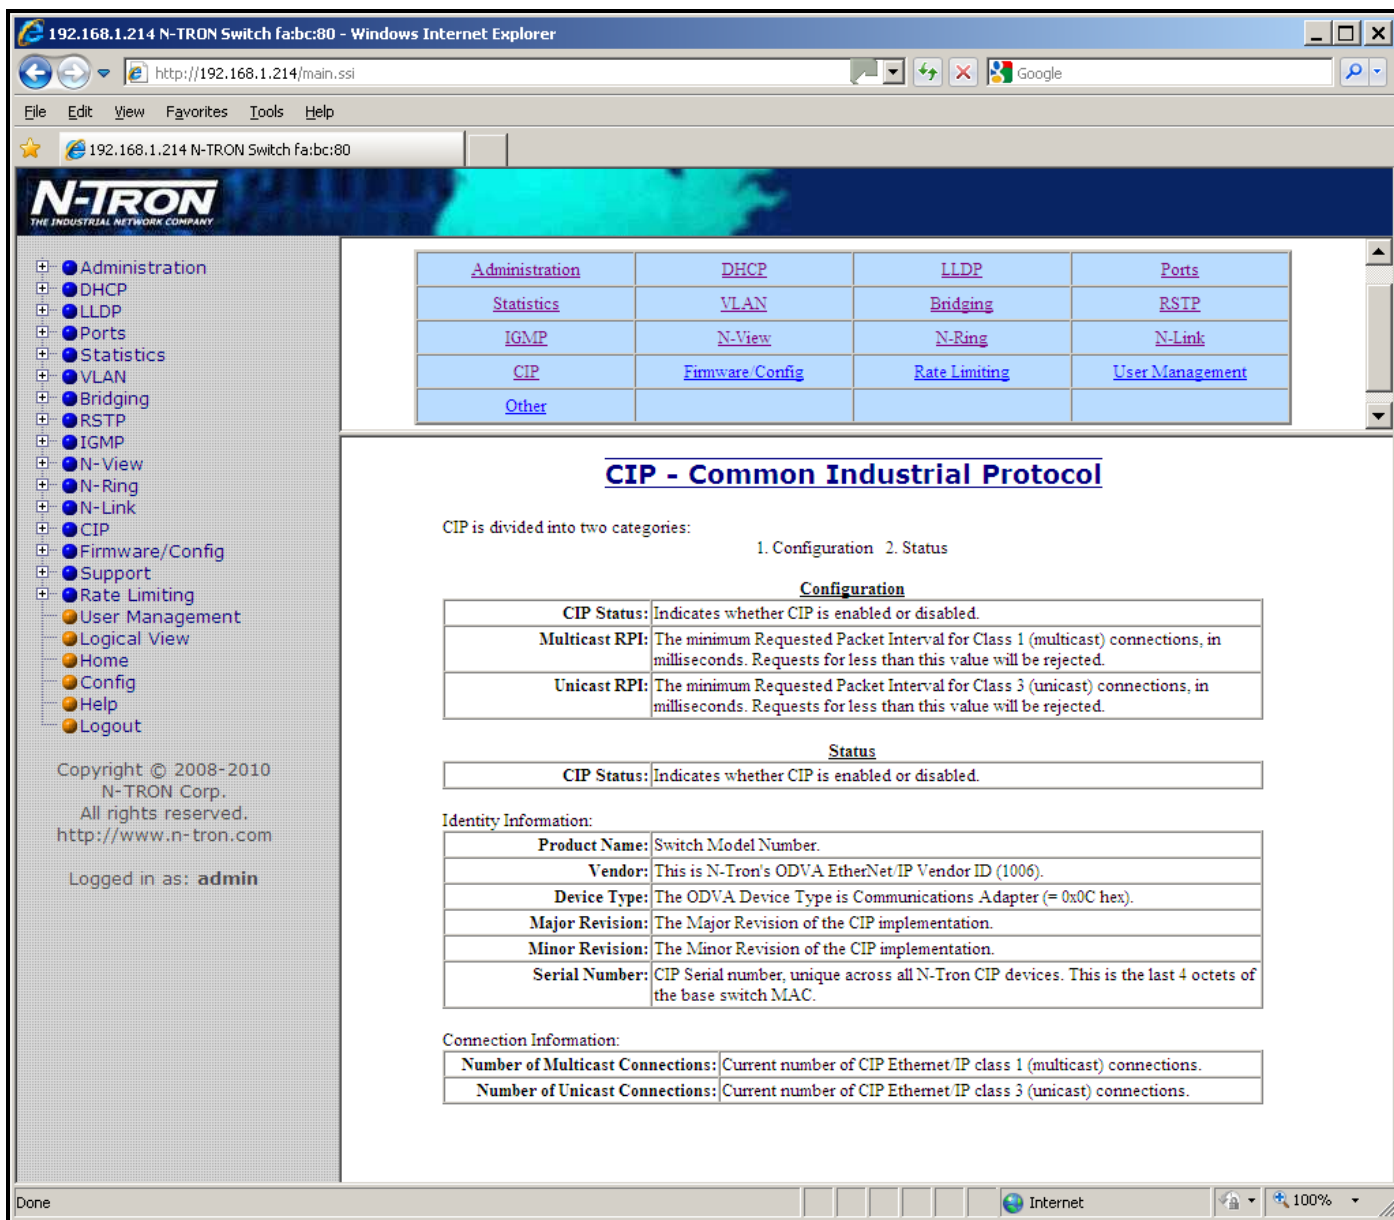 192.168.1.214 N-TRON Switch fa:bc:80 - Windows Internet Explorer
http://192.168.1.214/main.ssi
Google
File Edit View Favorites Tools Help
192.168.1.214 N-TRON Switch fa:bc:80
N-TRON
THE INDUSTRIAL NETWORK COMPANY
Administration
DHCP
LLDP
Ports
Statistics
VLAN
Bridging
RSTP
IGMP
N-View
N-Ring
N-Link
CIP
Firmware/Config
Support
Rate Limiting
User Management
Logical View
Home
Config
Help
Logout
Copyright © 2008-2010
N-TRON Corp.
All rights reserved.
http://www.n-tron.com
Logged in as: admin
Administration DHCP LLDP Ports
Statistics VLAN Bridging RSTP
IGMP N-View N-Ring N-Link
CIP Firmware/Config Rate Limiting User Management
Other
CIP - Common Industrial Protocol
CIP is divided into two categories:
1. Configuration 2. Status
Configuration
CIP Status: Indicates whether CIP is enabled or disabled.
Multicast RPI: The minimum Requested Packet Interval for Class 1 (multicast) connections, in
milliseconds. Requests for less than this value will be rejected.
Unicast RPI: The minimum Requested Packet Interval for Class 3 (unicast) connections, in
milliseconds. Requests for less than this value will be rejected.
Status
CIP Status: Indicates whether CIP is enabled or disabled.
Identity Information:
Product Name: Switch Model Number.
Vendor: This is N-Tron's ODVA EtherNet/IP Vendor ID (1006).
Device Type: The ODVA Device Type is Communications Adapter (= 0x0C hex).
Major Revision: The Major Revision of the CIP implementation.
Minor Revision: The Minor Revision of the CIP implementation.
Serial Number: CIP Serial number, unique across all N-Tron CIP devices. This is the last 4 octets of
the base switch MAC.
Connection Information:
Number of Multicast Connections: Current number of CIP Ethernet/IP class 1 (multicast) connections.
Number of Unicast Connections: Current number of CIP Ethernet/IP class 3 (unicast) connections.
Done
Internet
100%